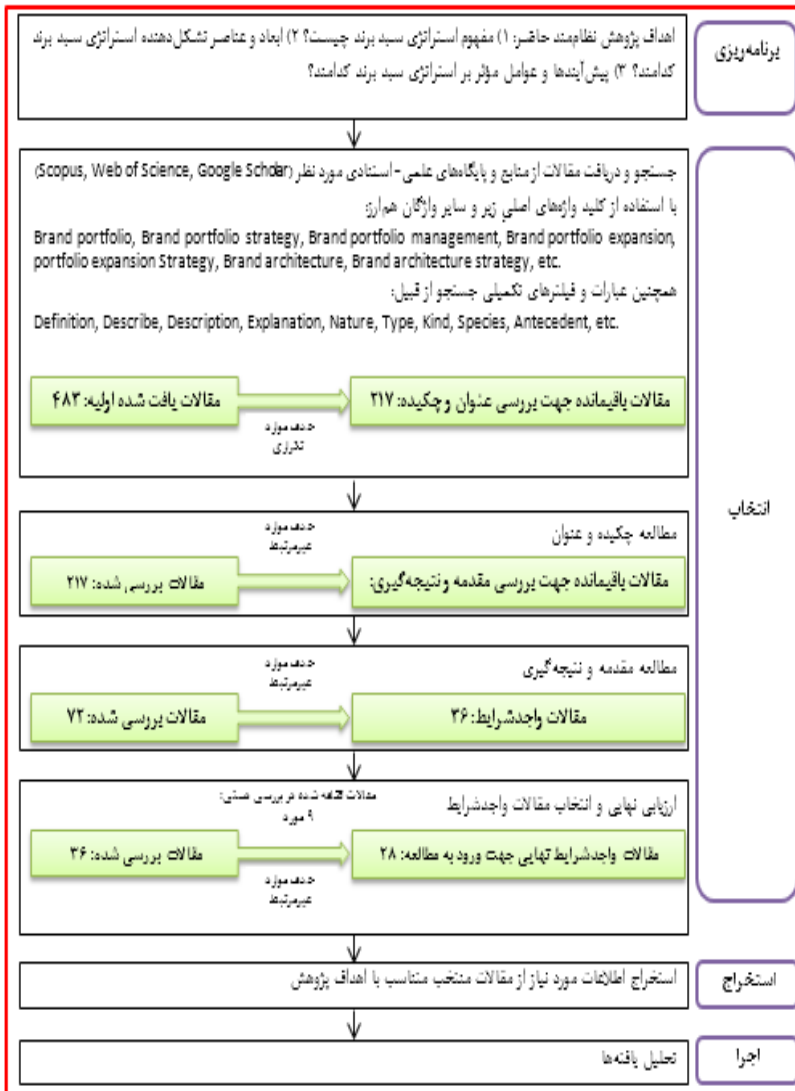 برنامه‌ریزی
اهداف پژوهش نظام‌مند حاضر: ۱) مفهوم استراتژی سبد برند چیست؟ ۲) ابعاد و عناصر تشکل‌دهنده استراتژی سبد برند
کدامند؟ ۳) پیش‌آیندها و عوامل مؤثر بر استراتژی سبد برند کدامند؟
انتخاب
جستجو و دریافت مقالات از منابع و پایگاه‌های علمی-استنادی مورد نظر (Scopus, Web of Science, Google Scholar)
با استفاده از کلید واژه‌های اصلی زیر و سایر واژگان هم‌ارز:
Brand portfolio, Brand portfolio strategy, Brand portfolio management, Brand portfolio expansion,
portfolio expansion Strategy, Brand architecture, Brand architecture strategy, etc.
همچنین عبارات و فیلترهای تکمیلی جستجو از قبیل:
Definition, Describe, Description, Explanation, Nature, Type, Kind, Species, Antecedent, etc.
مقالات یافت شده اولیه: ۴۸۳
حذف موارد
تکراری
مقالات باقیمانده جهت بررسی عنوان و چکیده: ۲۱۷
مطالعه چکیده و عنوان
مقالات بررسی شده: ۲۱۷
حذف موارد
غیرمرتبط
مقالات باقیمانده جهت بررسی مقدمه و نتیجه‌گیری:
مطالعه مقدمه و نتیجه‌گیری
مقالات بررسی شده: ۷۲
حذف موارد
غیرمرتبط
مقالات واجدشرایط: ۳۶
ارزیابی نهایی و انتخاب مقالات واجدشرایط
مقالات اضافه شده در بررسی دستی:
۹ مورد
مقالات بررسی شده: ۳۶
حذف موارد
غیرمرتبط
مقالات واجدشرایط نهایی جهت ورود به مطالعه: ۲۸
استخراج
استخراج اطلاعات مورد نیاز از مقالات منتخب متناسب با اهداف پژوهش
اجرا
تحلیل یافته‌ها